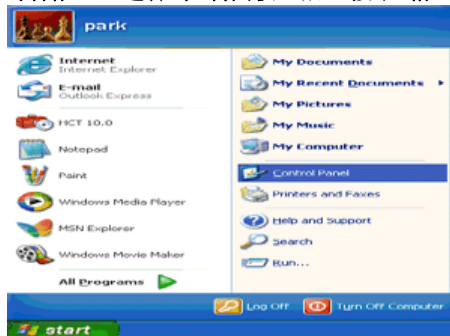 park
Internet
Internet Explorer
E-mail
Outlook Express
HCT 10.0
Notepad
Paint
Windows Media Player
MSN Explorer
Windows Movie Maker
All Programs
My Documents
My Recent Documents
My Pictures
My Music
My Computer
Control Panel
Printers and Faxes
Help and Support
Search
Run...
Log Off
Turn Off Computer
start